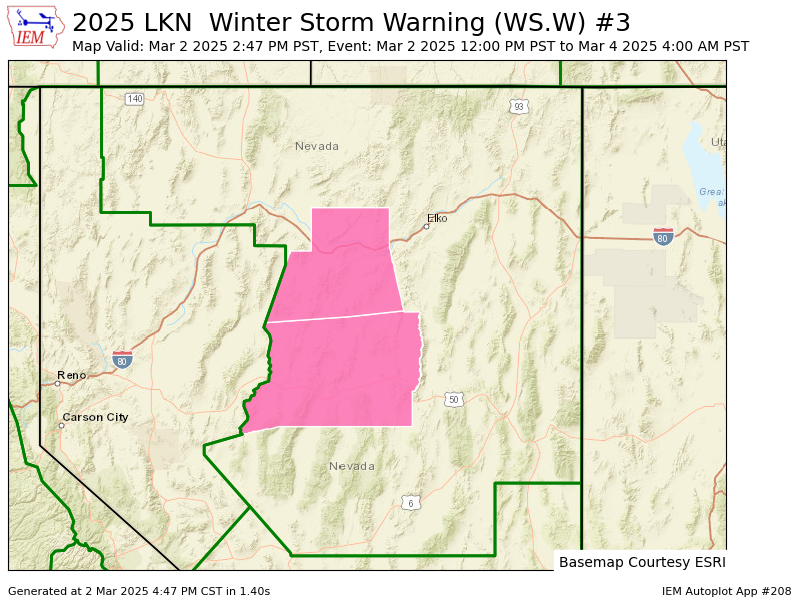 IEM
2025 LKN Winter Storm Warning (WS.W) #3
Map Valid: Mar 2 2025 2:47 PM PST, Event: Mar 2 2025 12:00 PM PST to Mar 4 2025 4:00 AM PST
140
93
Nevada
Uta
Great
ak
Elko
80
80
Reno
50
Carson City
Nevada
6
Basemap Courtesy ESRI
Generated at 2 Mar 2025 4:47 PM CST in 1.40s
IEM Autoplot App #208